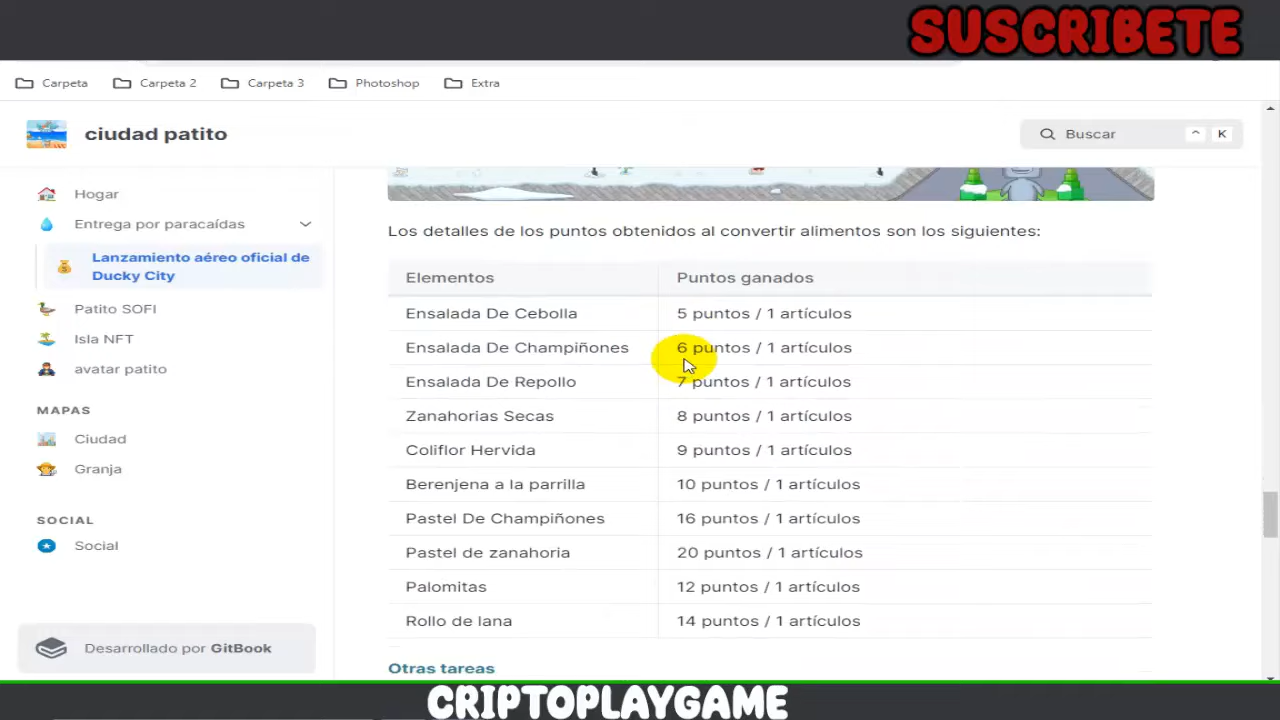 SUSCRIBETE
Carpeta
Carpeta 2
Carpeta 3
Photoshop
Extra
ciudad patito
Buscar
^
K
Hogar
Entrega por paracaídas
Lanzamiento aéreo oficial de
Ducky City
Patito SOFI
Isla NFT
avatar patito
MAPAS
Ciudad
Granja
SOCIAL
Social
Desarrollado por GitBook
Los detalles de los puntos obtenidos al convertir alimentos son los siguientes:
Elementos Puntos ganados
Ensalada De Cebolla 5 puntos / 1 artículos
Ensalada De Champiñones 6 puntos / 1 artículos
Ensalada De Repollo 7 puntos / 1 artículos
Zanahorias Secas 8 puntos / 1 artículos
Coliflor Hervida 9 puntos / 1 artículos
Berenjena a la parrilla 10 puntos / 1 artículos
Pastel De Champiñones 16 puntos / 1 artículos
Pastel de zanahoria 20 puntos / 1 artículos
Palomitas 12 puntos / 1 artículos
Rollo de lana 14 puntos / 1 artículos
Otras tareas
CRIPTOPLAYGAME